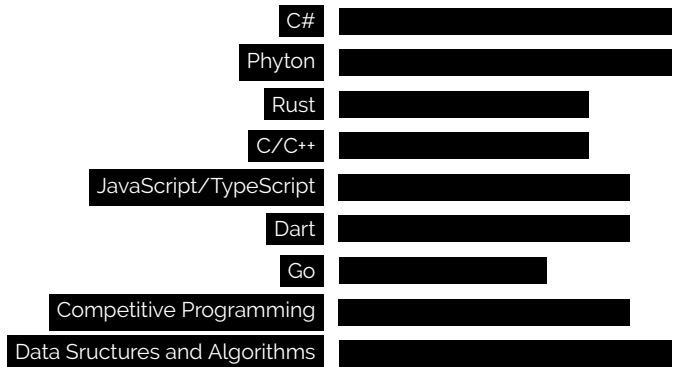 C#
Phyton
Rust
C/C++
JavaScript/TypeScript
Dart
Go
Competitive Programming
Data Sructures and Algorithms